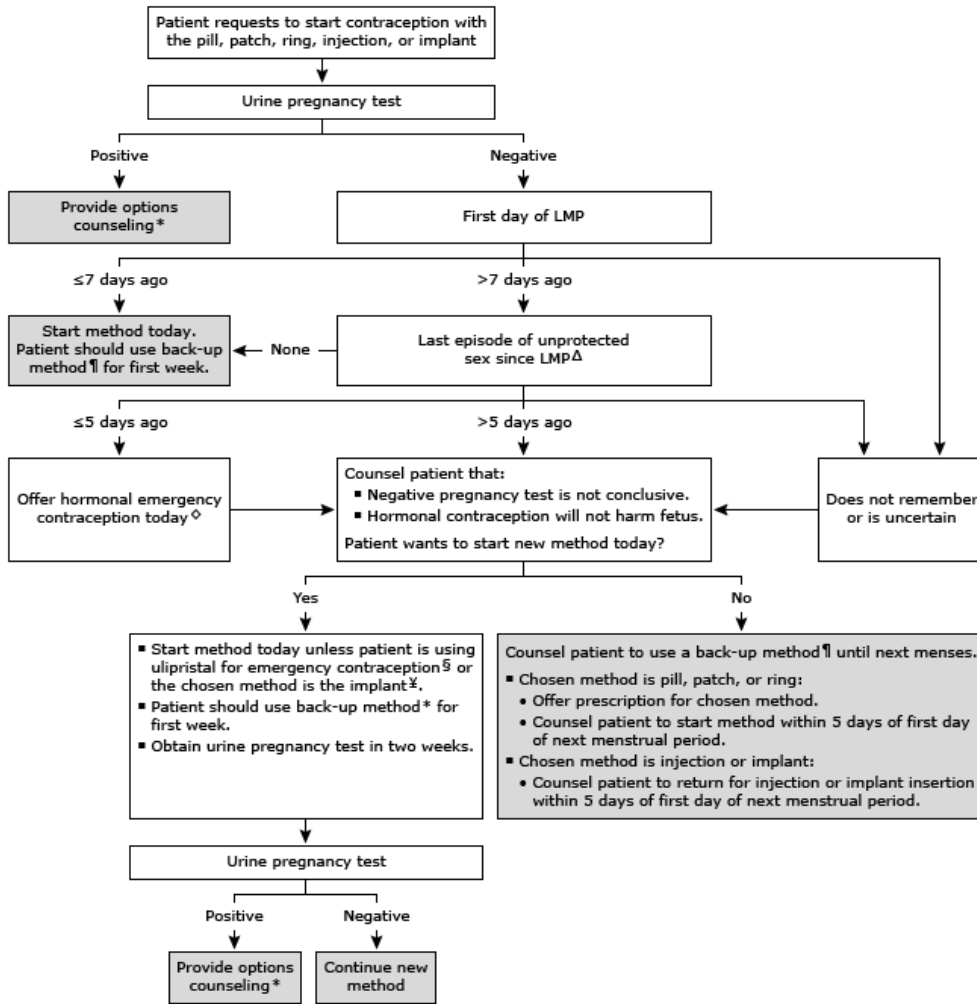 Patient requests to start contraception with
the pill, patch, ring, injection, or implant
Urine pregnancy test
Positive
Negative
Provide options
counseling*
First day of LMP
≤7 days ago
>7 days ago
Start method today.
Patient should use back-up
method¶ for first week.
None
Last episode of unprotected
sex since LMPΔ
≤5 days ago
>5 days ago
Offer hormonal emergency
contraception today◇
Counsel patient that:
▪ Negative pregnancy test is not conclusive.
▪ Hormonal contraception will not harm fetus.
Patient wants to start new method today?
Does not remember
or is uncertain
Yes
No
▪ Start method today unless patient is using
ulipristal for emergency contraception§ or
the chosen method is the implant¥.
▪ Patient should use back-up method* for
first week.
▪ Obtain urine pregnancy test in two weeks.
Counsel patient to use a back-up method¶ until next menses.
▪ Chosen method is pill, patch, or ring:
• Offer prescription for chosen method.
• Counsel patient to start method within 5 days of first day
of next menstrual period.
▪ Chosen method is injection or implant:
• Counsel patient to return for injection or implant insertion
within 5 days of first day of next menstrual period.
Urine pregnancy test
Positive
Negative
Provide options
counseling*
Continue new
method